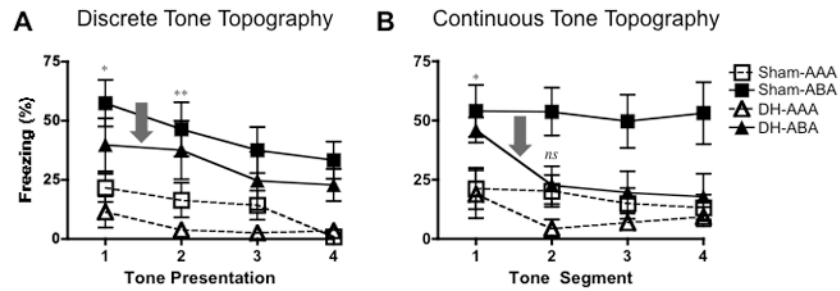 A Discrete Tone Topography
75
50
25
0
Freezing (%)
*
**
1 2 3 4
Tone Presentation
B Continuous Tone Topography
75
50
25
0
*
ns
1 2 3 4
Tone Segment
Sham-AAA
Sham-ABA
DH-AAA
DH-ABA